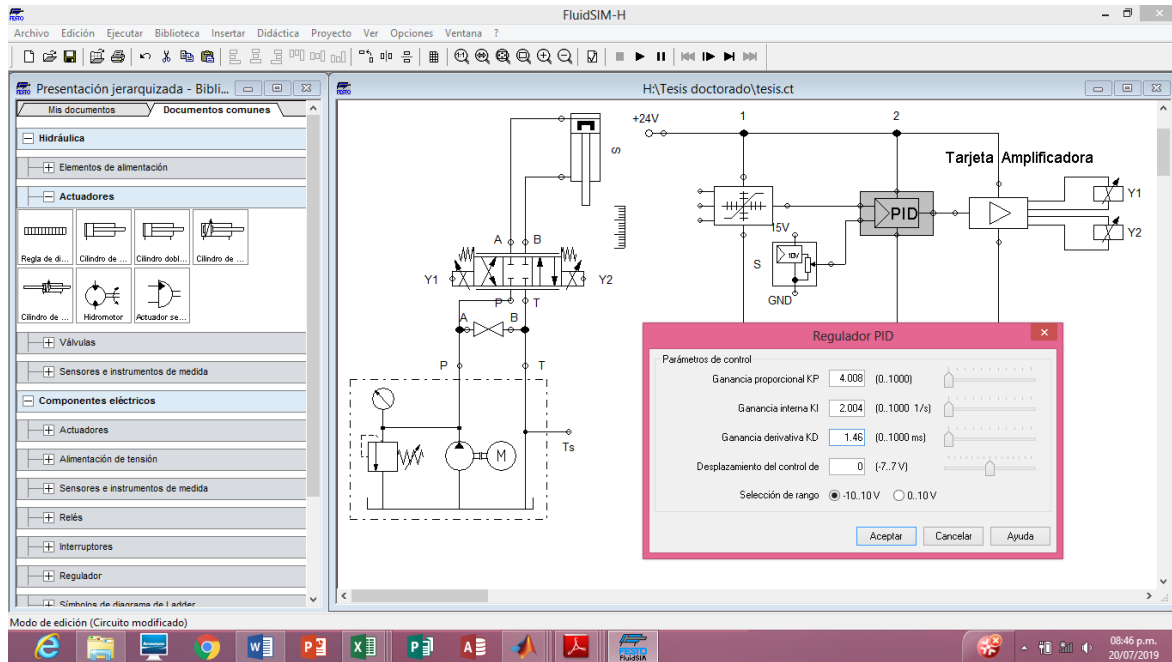 FluidSIM-H
FESTO
Archivo Edición Ejecutar Biblioteca Insertar Didáctica Proyecto Ver Opciones Ventana ?
Presentación jerarquizada - Bibli...
Mis documentos
Documentos comunes
Hidráulica
Elementos de alimentación
Actuadores
Regla de di...
Cilindro de ...
Cilindro dobl...
Cilindro de ...
Cilindro de ...
Hidromotor
Actuador se...
Válvulas
Sensores e instrumentos de medida
Componentes eléctricos
Actuadores
Alimentación de tensión
Sensores e instrumentos de medida
Relés
Interruptores
Regulador
Símbolos de diagrama de Ladder
H:\Tesis doctorado\tesis.ct
S
A B
Y1
Y2
P T
A B
P T
M
Ts
+24V
1
2
Tarjeta Amplificadora
PID
Y1
Y2
15V
10V
S
GND
Regulador PID
Parámetros de control
Ganancia proporcional KP 4.008 (0..1000)
Ganancia interna KI 2.004 (0..1000 1/s)
Ganancia derivativa KD 1.46 (0..1000 ms)
Desplazamiento del control de 0 (-7..7 V)
Selección de rango -10..10 V 0..10 V
Aceptar Cancelar Ayuda
Modo de edición (Circuito modificado)
FESTO
FluidSIM
08:46 p.m.
20/07/2019